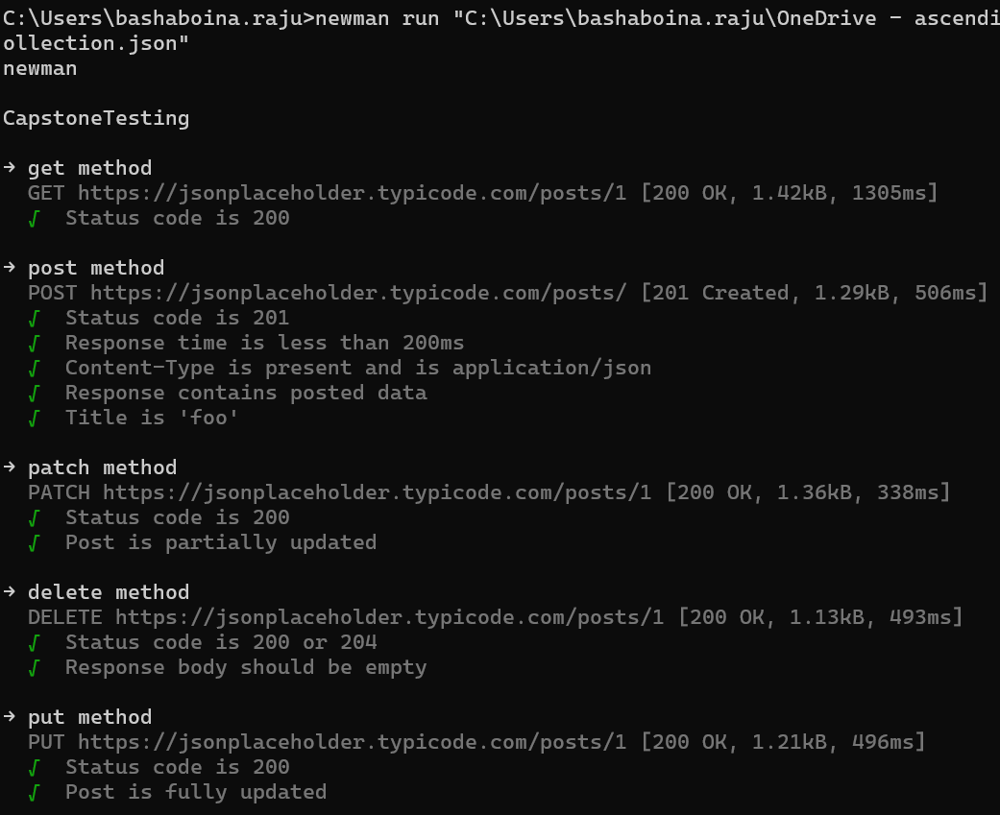 C:\Users\bashaboina.raju>newman run "C:\Users\bashaboina.raju\OneDrive - ascendi
ollection.json"
newman
CapstoneTesting
→ get method
GET https://jsonplaceholder.typicode.com/posts/1 [200 OK, 1.42kB, 1305ms]
√ Status code is 200
→ post method
POST https://jsonplaceholder.typicode.com/posts/ [201 Created, 1.29kB, 506ms]
√ Status code is 201
√ Response time is less than 200ms
√ Content-Type is present and is application/json
√ Response contains posted data
√ Title is 'foo'
→ patch method
PATCH https://jsonplaceholder.typicode.com/posts/1 [200 OK, 1.36kB, 338ms]
√ Status code is 200
√ Post is partially updated
→ delete method
DELETE https://jsonplaceholder.typicode.com/posts/1 [200 OK, 1.13kB, 493ms]
√ Status code is 200 or 204
√ Response body should be empty
→ put method
PUT https://jsonplaceholder.typicode.com/posts/1 [200 OK, 1.21kB, 496ms]
√ Status code is 200
√ Post is fully updated